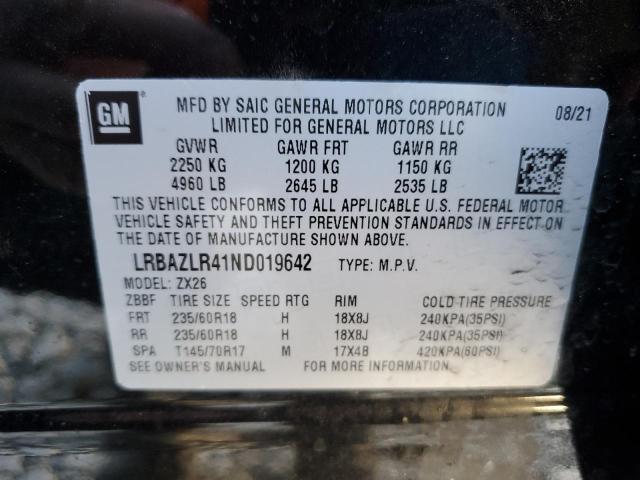 GM ® MFD BY SAIC GENERAL MOTORS CORPORATION 08/21
LIMITED FOR GENERAL MOTORS LLC
GVWR GAWR FRT GAWR RR
2250 KG 1200 KG 1150 KG
4960 LB 2645 LB 2535 LB
THIS VEHICLE CONFORMS TO ALL APPLICABLE U.S. FEDERAL MOTOR
VEHICLE SAFETY AND THEFT PREVENTION STANDARDS IN EFFECT ON
THE DATE OF MANUFACTURE SHOWN ABOVE.
LRBAZLR41ND019642 TYPE: M.P.V.
MODEL: ZX26
ZBBF TIRE SIZE SPEED RTG RIM COLD TIRE PRESSURE
FRT 235/60R18 H 18X8J 240KPA(35PSI)
RR 235/60R18 H 18X8J 240KPA(35PSI)
SPA T145/70R17 M 17X4B 420KPA(60PSI)
SEE OWNER'S MANUAL FOR MORE INFORMATION.